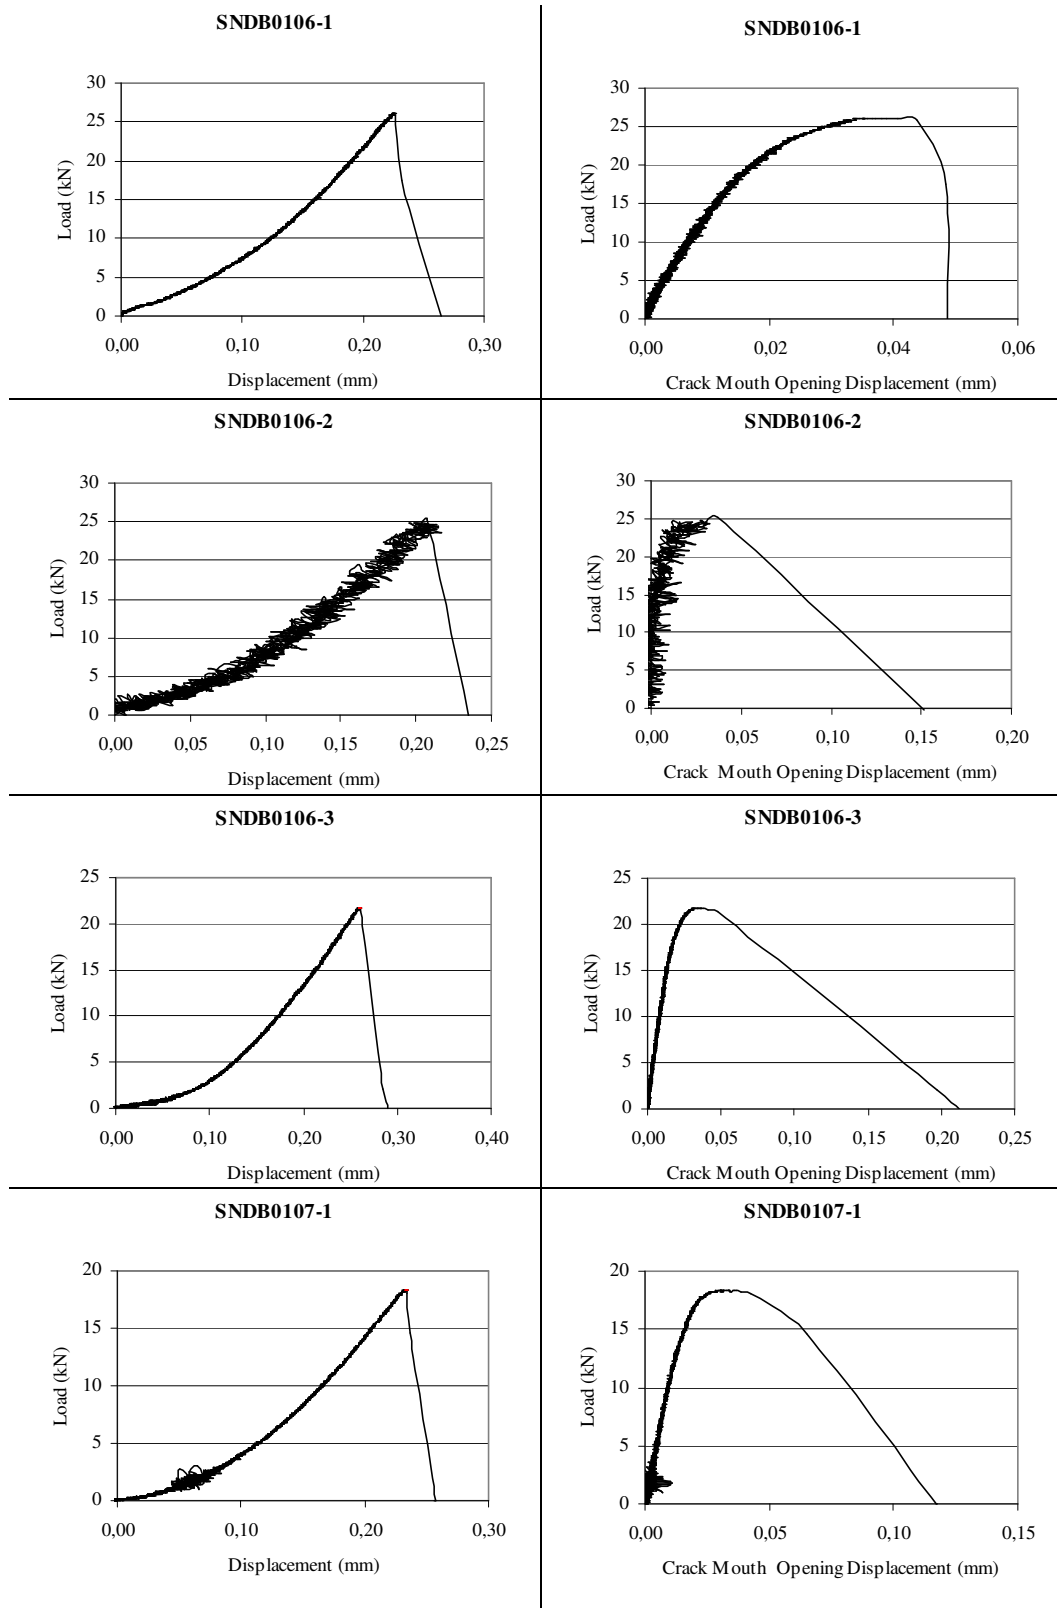 SNDB0106-1
30
25
20
15
10
5
0
Load (kN)
0,00 0,10 0,20 0,30
Displacement (mm)
SNDB0106-1
30
25
20
15
10
5
0
Load (kN)
0,00 0,02 0,04 0,06
Crack Mouth Opening Displacement (mm)
SNDB0106-2
30
25
20
15
10
5
0
Load (kN)
0,00 0,05 0,10 0,15 0,20 0,25
Displacement (mm)
SNDB0106-2
30
25
20
15
10
5
0
Load (kN)
0,00 0,05 0,10 0,15 0,20
Crack Mouth Opening Displacement (mm)
SNDB0106-3
25
20
15
10
5
0
Load (kN)
0,00 0,10 0,20 0,30 0,40
Displacement (mm)
SNDB0106-3
25
20
15
10
5
0
Load (kN)
0,00 0,05 0,10 0,15 0,20 0,25
Crack Mouth Opening Displacement (mm)
SNDB0107-1
20
15
10
5
0
Load (kN)
0,00 0,10 0,20 0,30
Displacement (mm)
SNDB0107-1
20
15
10
5
0
Load (kN)
0,00 0,05 0,10 0,15
Crack Mouth Opening Displacement (mm)